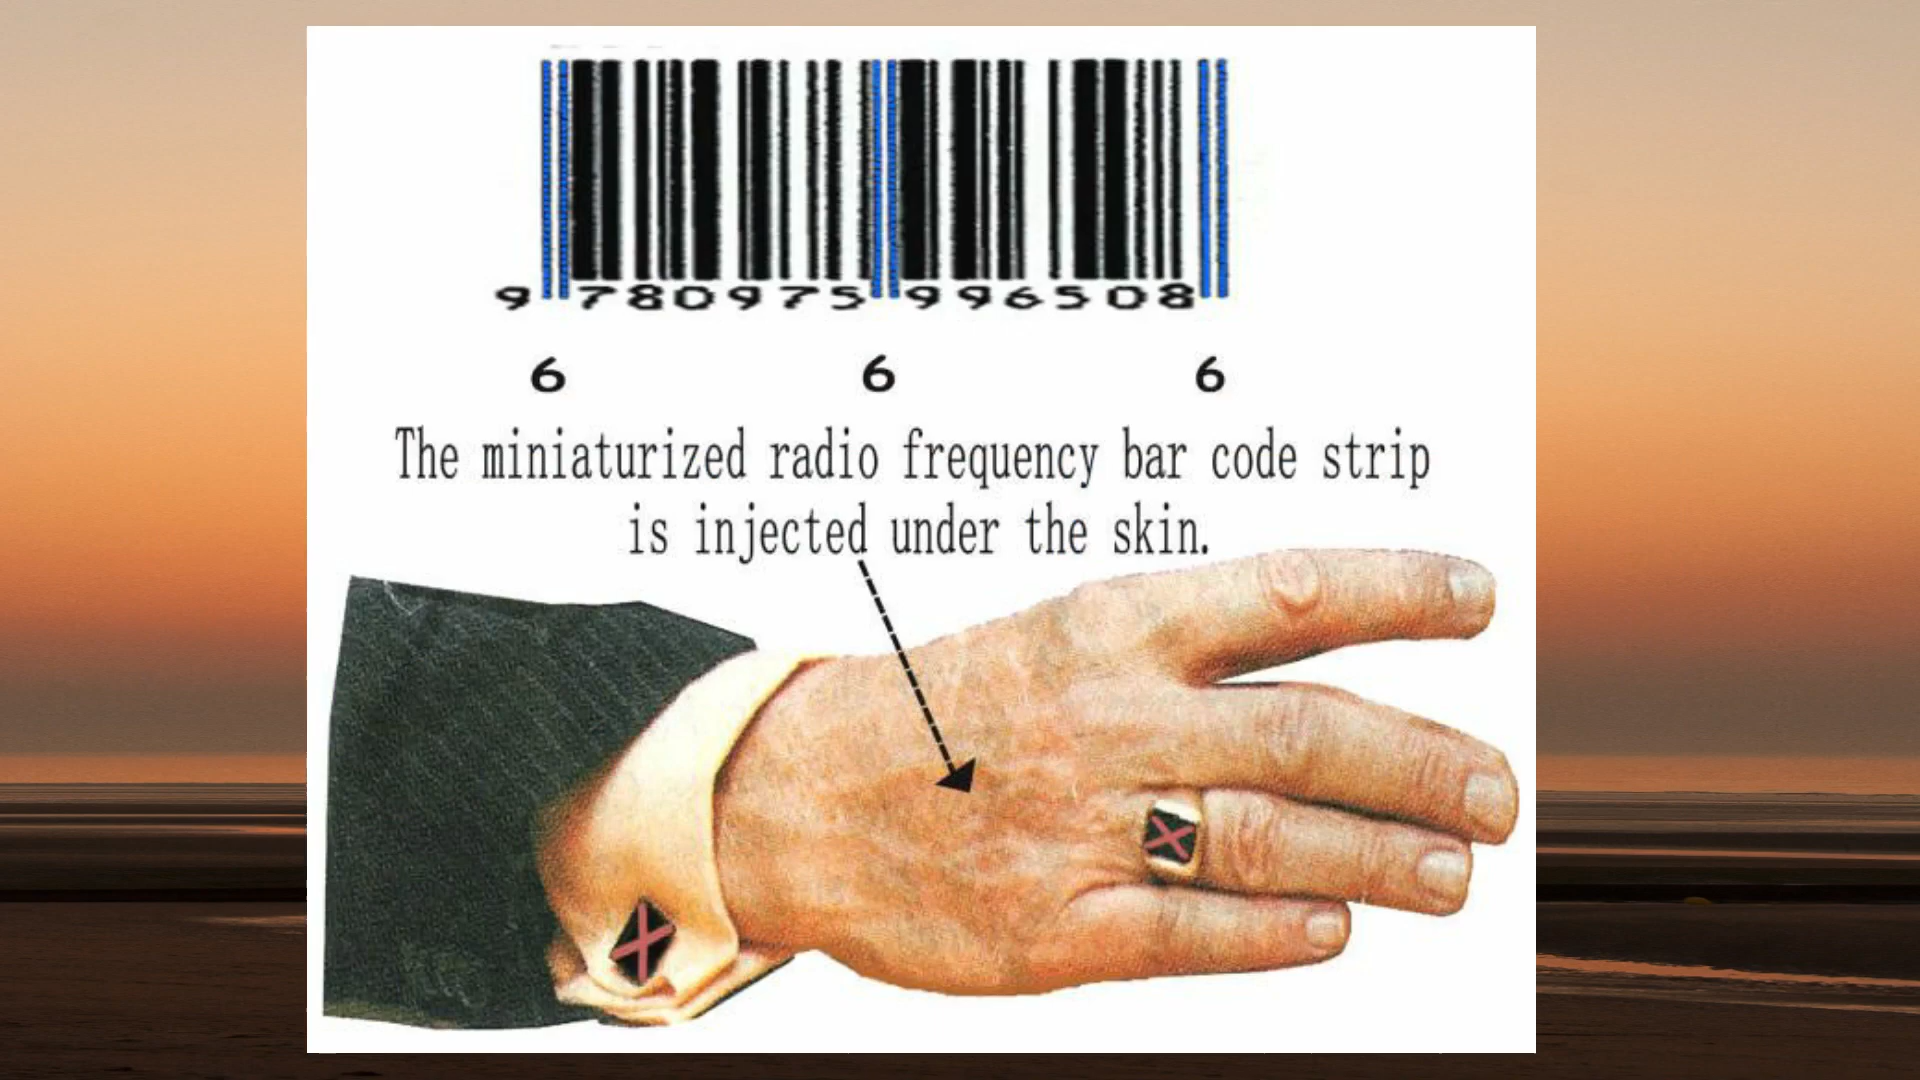 9 780975 996508
6 6 6
The miniaturized radio frequency bar code strip
is injected under the skin.